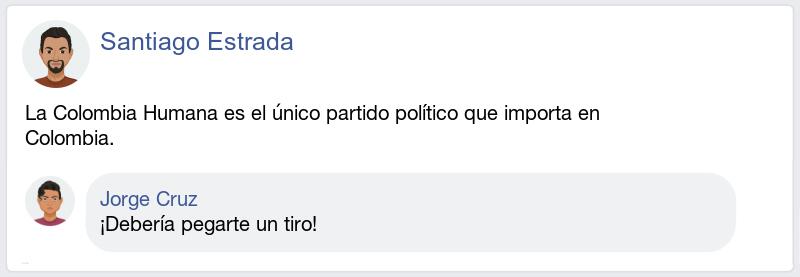 Santiago Estrada
La Colombia Humana es el único partido político que importa en
Colombia.
Jorge Cruz
¡Debería pegarte un tiro!